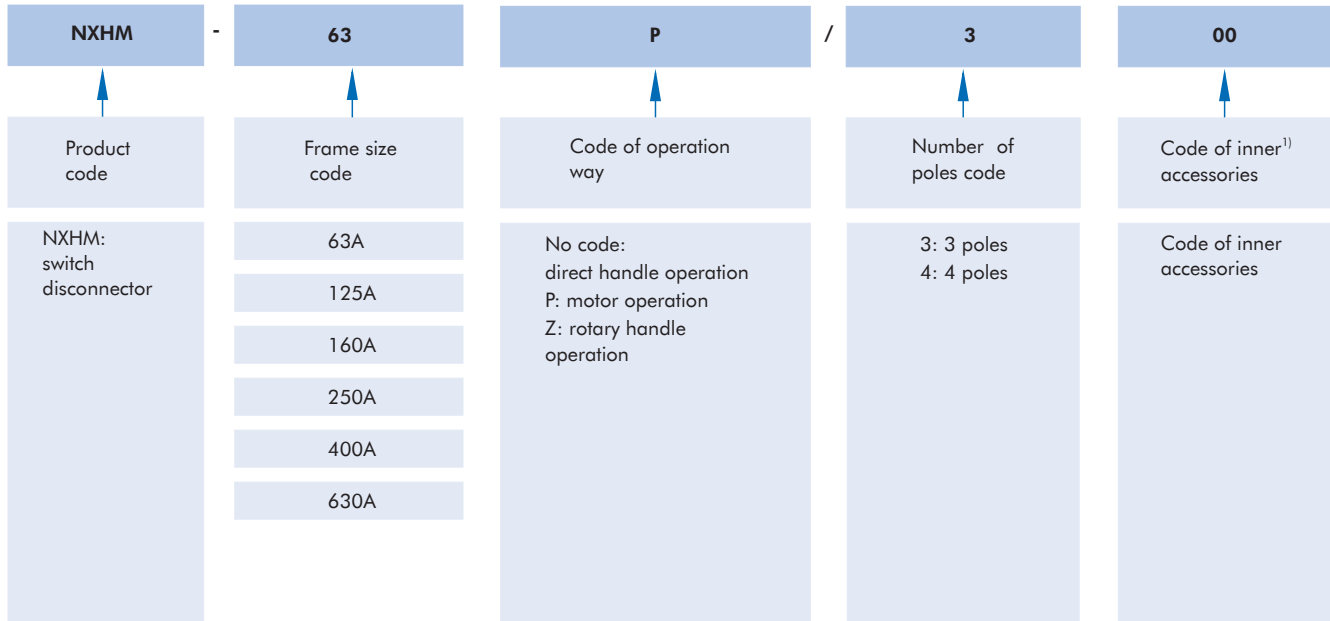 NXHM - 63 P / 3 00
Product
code
Frame size
code
Code of operation
way
Number of
poles code
Code of inner1)
accessories
NXHM:
switch
disconnector
63A
125A
160A
250A
400A
630A
No code:
direct handle operation
P: motor operation
Z: rotary handle
operation
3: 3 poles
4: 4 poles
Code of inner
accessories